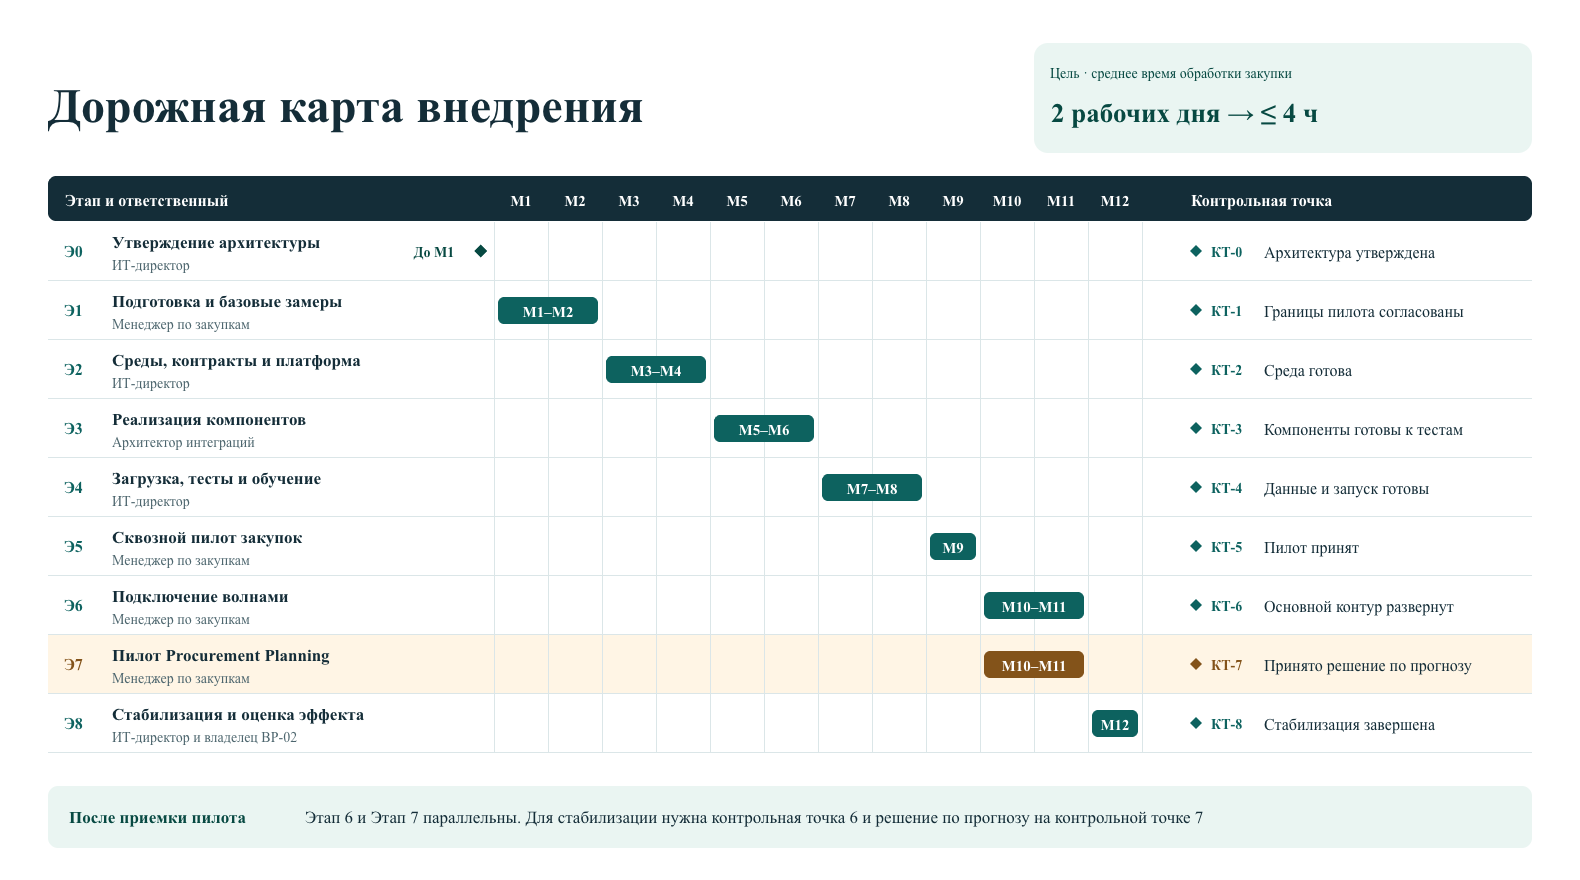 Цель · среднее время обработки закупки
Дорожная карта внедрения
2 рабочих дня → ≤ 4 ч
Этап и ответственный M1 M2 M3 M4 M5 M6 M7 M8 M9 M10 M11 M12 Контрольная точка
Э0 Утверждение архитектуры До M1 ◆ ◆ КТ-0 Архитектура утверждена
ИТ-директор
Э1 Подготовка и базовые замеры M1–M2 ◆ КТ-1 Границы пилота согласованы
Менеджер по закупкам
Э2 Среды, контракты и платформа M3–M4 ◆ КТ-2 Среда готова
ИТ-директор
Э3 Реализация компонентов M5–M6 ◆ КТ-3 Компоненты готовы к тестам
Архитектор интеграций
Э4 Загрузка, тесты и обучение M7–M8 ◆ КТ-4 Данные и запуск готовы
ИТ-директор
Э5 Сквозной пилот закупок M9 ◆ КТ-5 Пилот принят
Менеджер по закупкам
Э6 Подключение волнами M10–M11 ◆ КТ-6 Основной контур развернут
Менеджер по закупкам
Э7 Пилот Procurement Planning M10–M11 ◆ КТ-7 Принято решение по прогнозу
Менеджер по закупкам
Э8 Стабилизация и оценка эффекта M12 ◆ КТ-8 Стабилизация завершена
ИТ-директор и владелец BP-02
После приемки пилота Этап 6 и Этап 7 параллельны. Для стабилизации нужна контрольная точка 6 и решение по прогнозу на контрольной точке 7